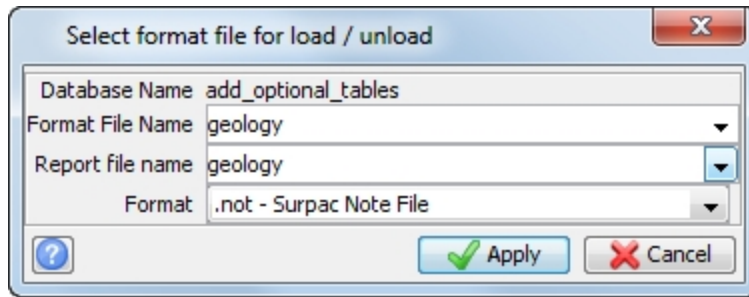 Select format file for load / unload
Database Name add_optional_tables
Format File Name geology
Report file name geology
Format .not - Surpac Note File
? Apply Cancel